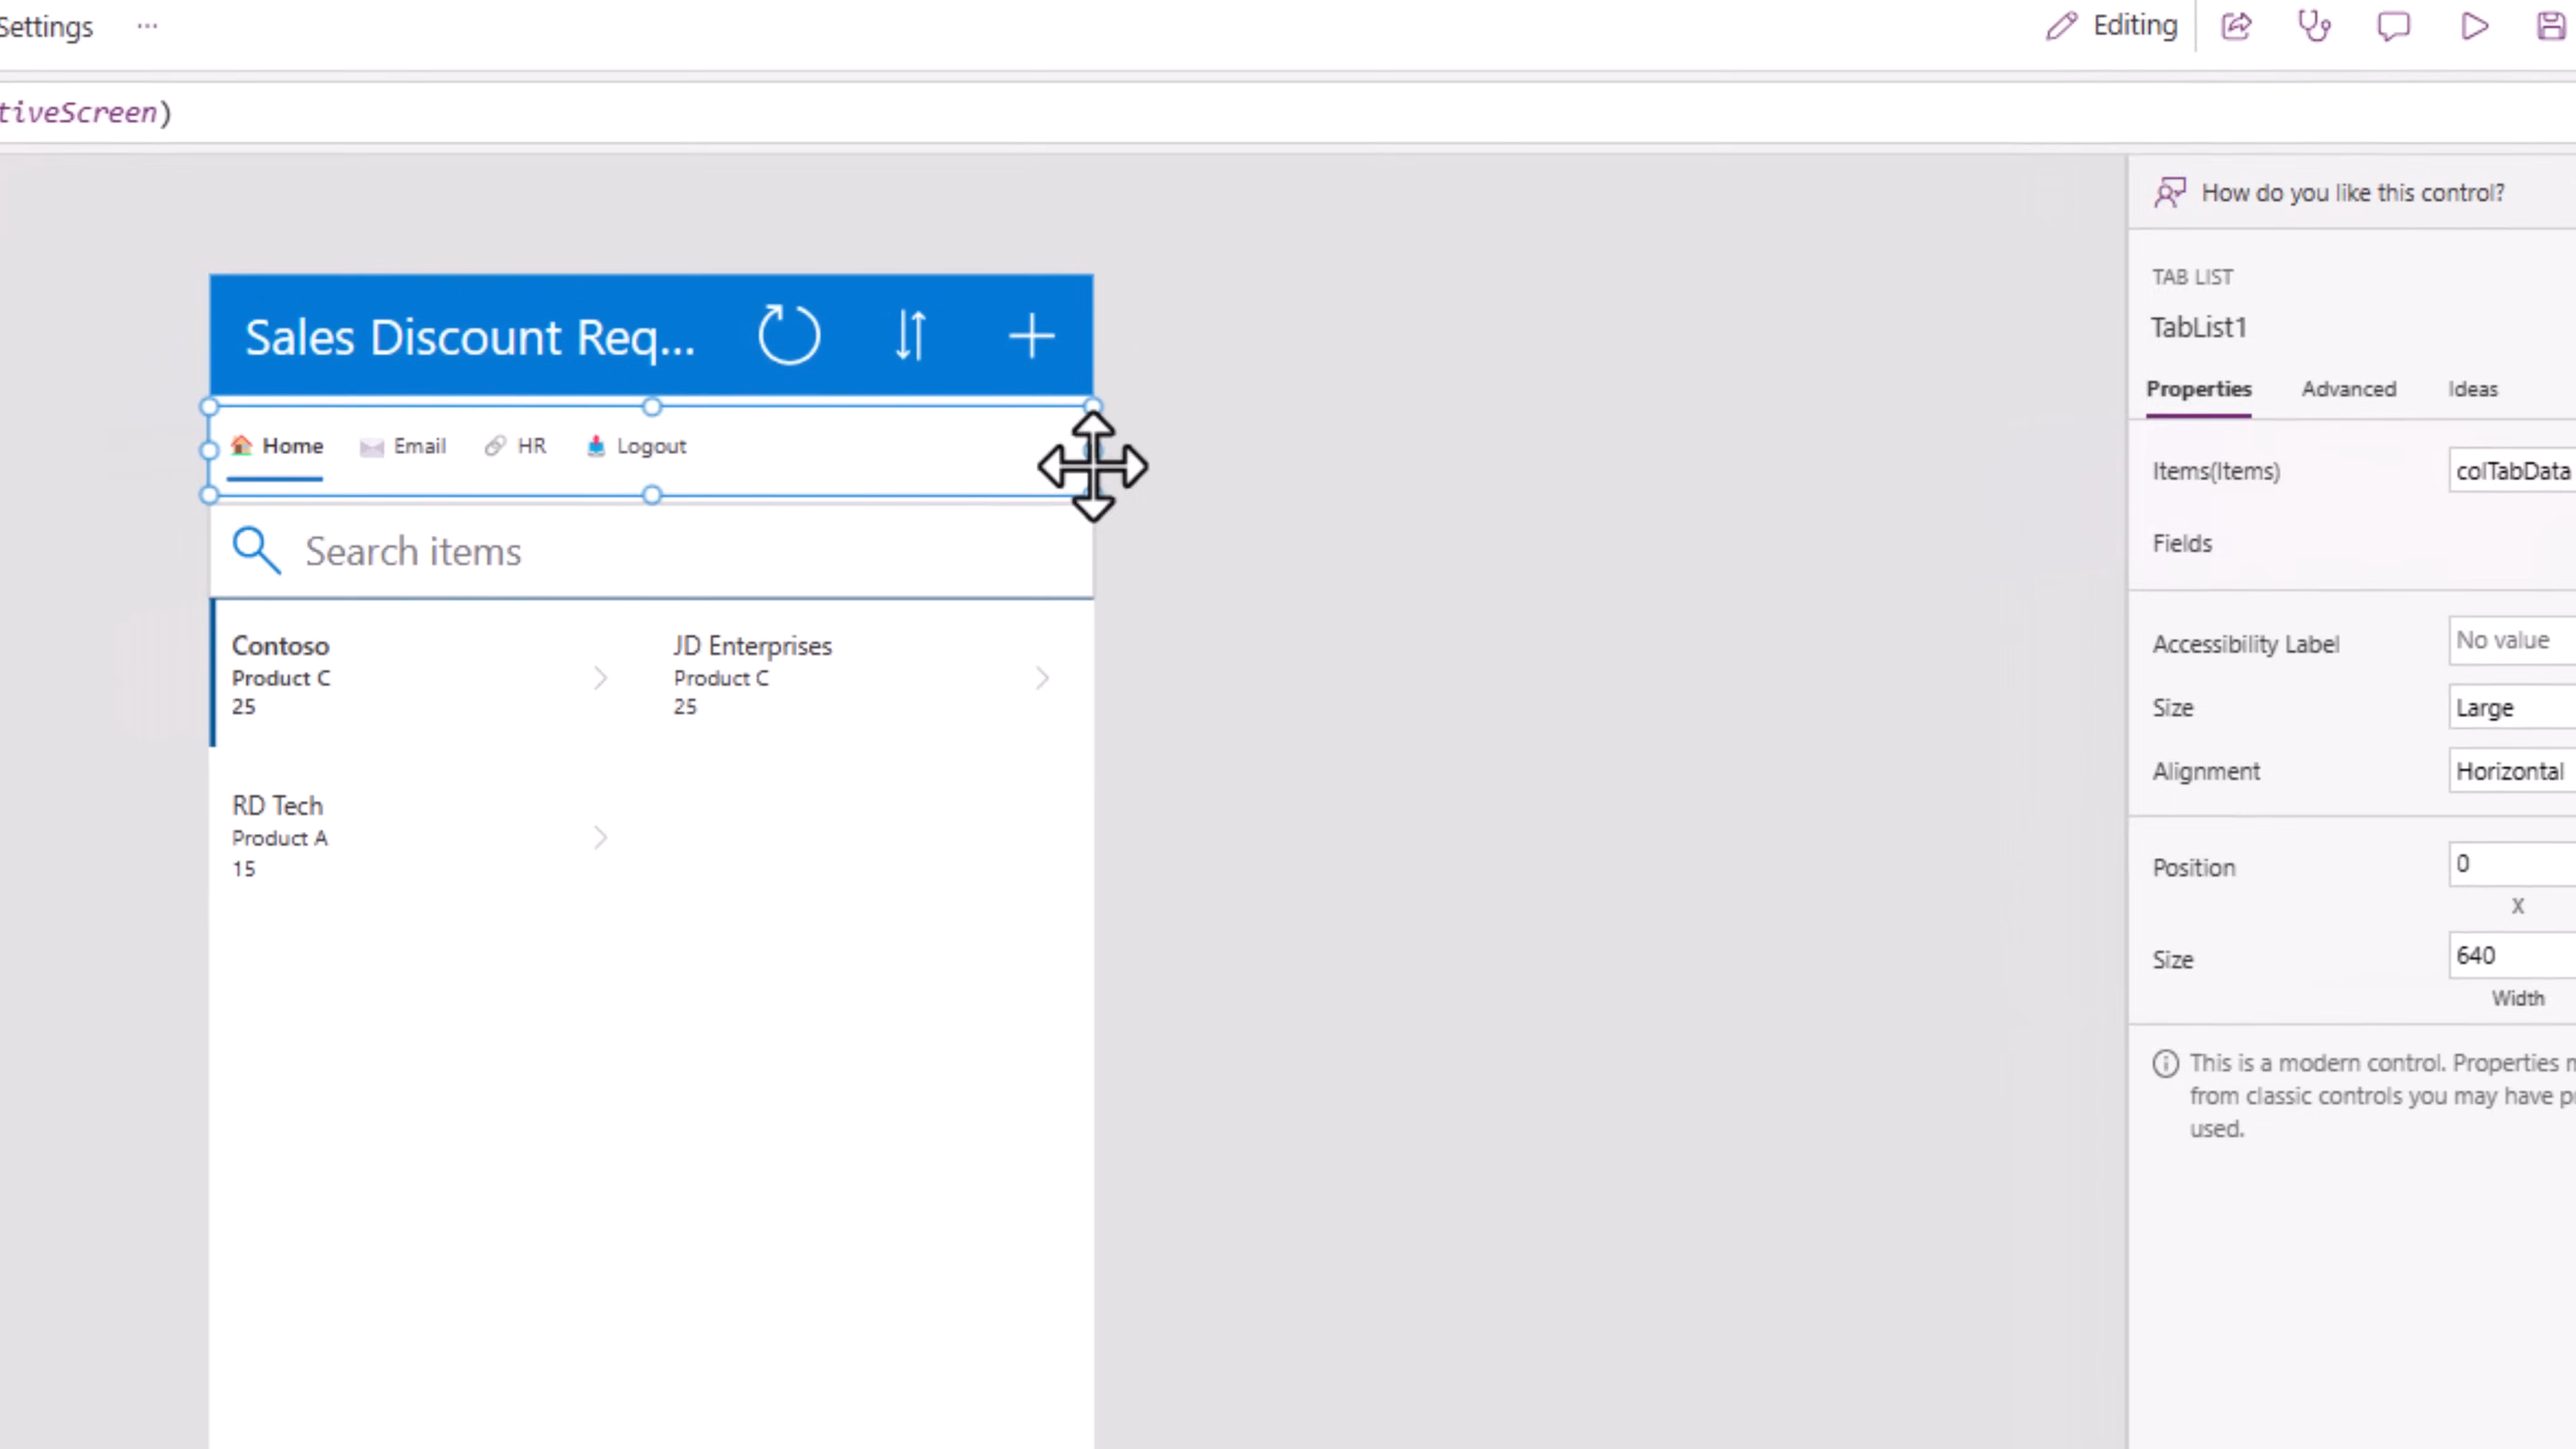 Settings ...
Editing
tiveScreen)
How do you like this control?
TAB LIST
TabList1
Properties Advanced Ideas
Items(Items) colTabData
Fields
Accessibility Label No value
Size Large
Alignment Horizontal
Position 0
X
Size 640
Width
This is a modern control. Properties
from classic controls you may have
used.
Sales Discount Req...
Home Email HR Logout
Search items
Contoso
Product C
25
JD Enterprises
Product C
25
RD Tech
Product A
15